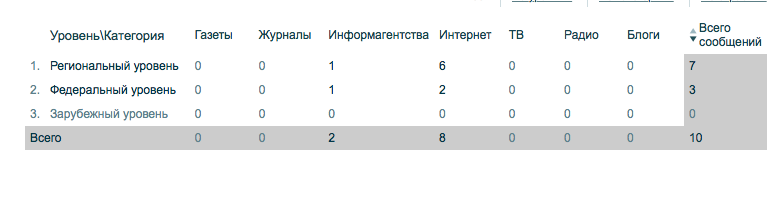 Уровень\Категория Газеты Журналы Информагентства Интернет ТВ Радио Блоги Всего сообщений
1. Региональный уровень 0 0 1 6 0 0 0 7
2. Федеральный уровень 0 0 1 2 0 0 0 3
3. Зарубежный уровень 0 0 0 0 0 0 0 0
Всего 0 0 2 8 0 0 0 10